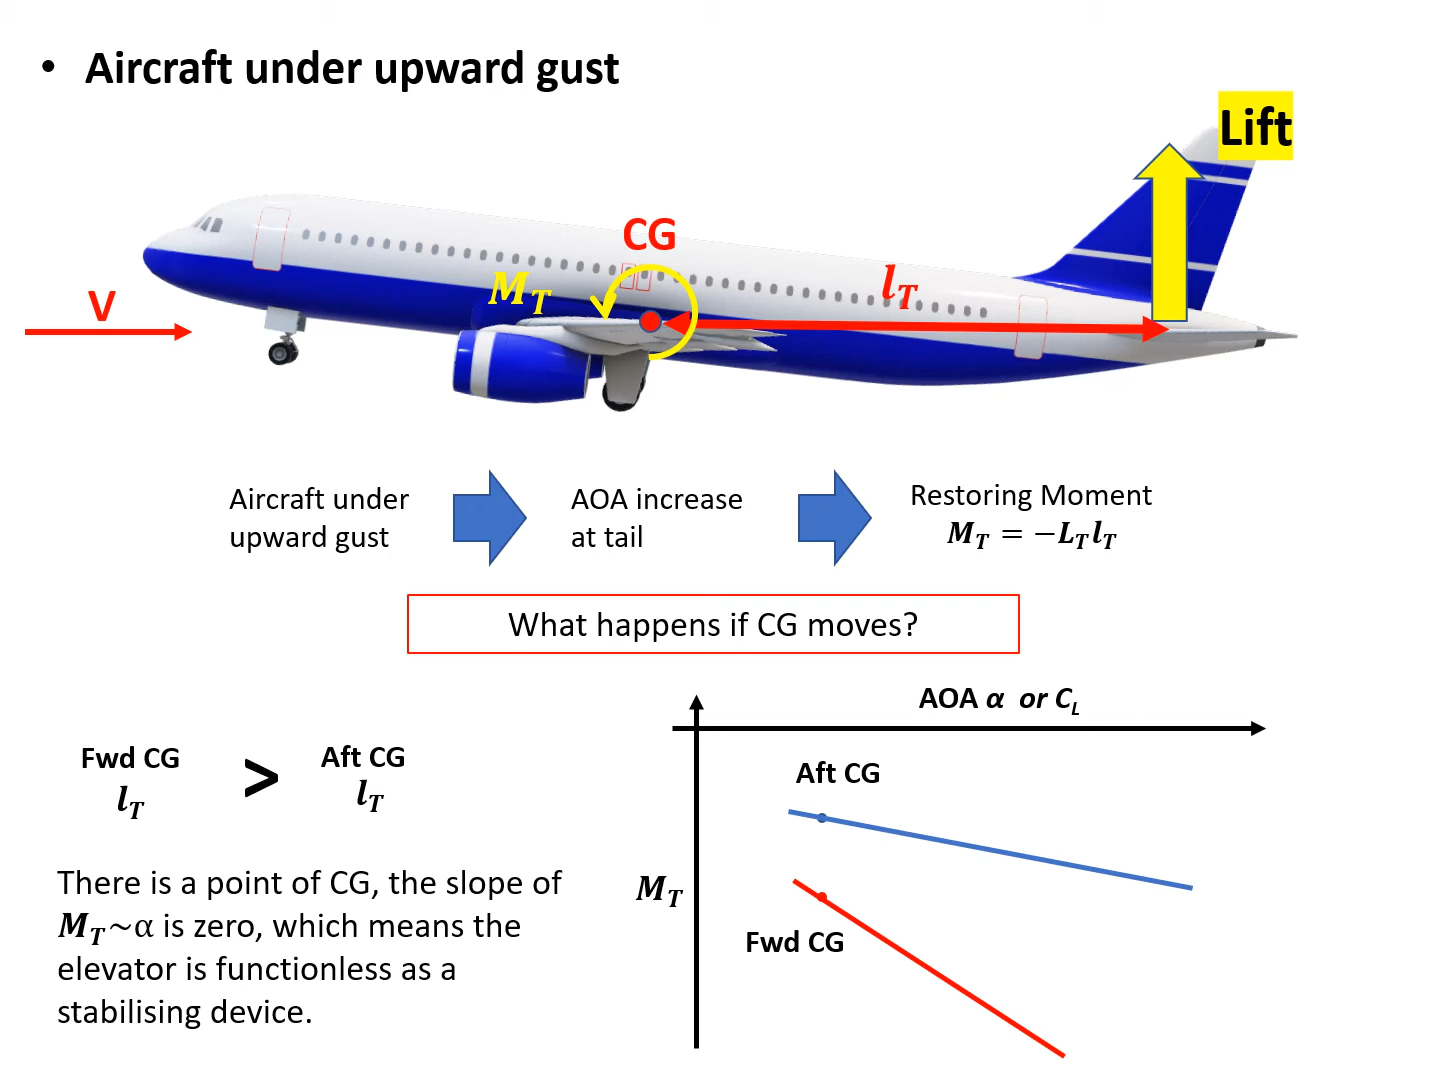 • Aircraft under upward gust
Lift
CG
M_T
l_T
V
Aircraft under
upward gust
AOA increase
at tail
Restoring Moment
M_T = −L_T l_T
What happens if CG moves?
AOA α or C_L
Fwd CG
l_T
>
Aft CG
l_T
Aft CG
M_T
Fwd CG
There is a point of CG, the slope of
M_T~α is zero, which means the
elevator is functionless as a
stabilising device.